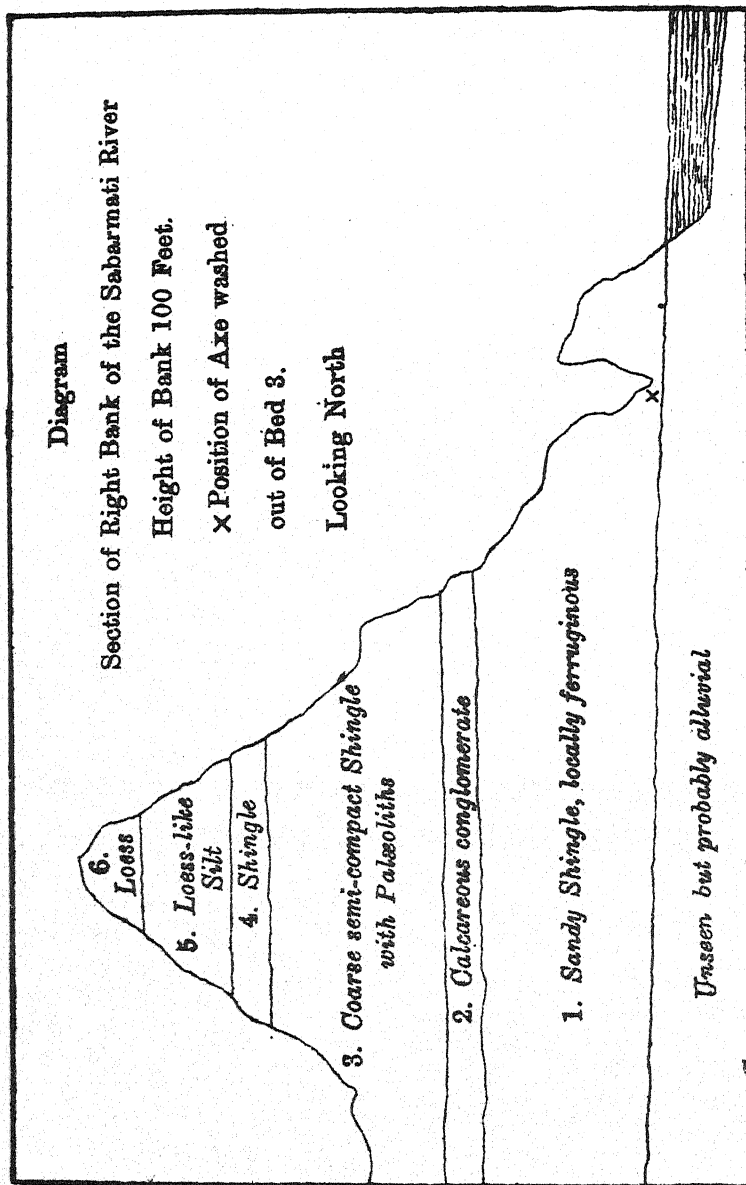 Diagram
Section of Right Bank of the Sabarmati River
Height of Bank 100 Feet.
× Position of Axe washed
out of Bed 3.
Looking North
6.
Loess
5. Loess-like
Silt
4. Shingle
3. Coarse semi-compact Shingle
with Palæoliths
2. Calcareous conglomerate
1. Sandy Shingle, locally ferruginous
×
Unseen but probably alluvial